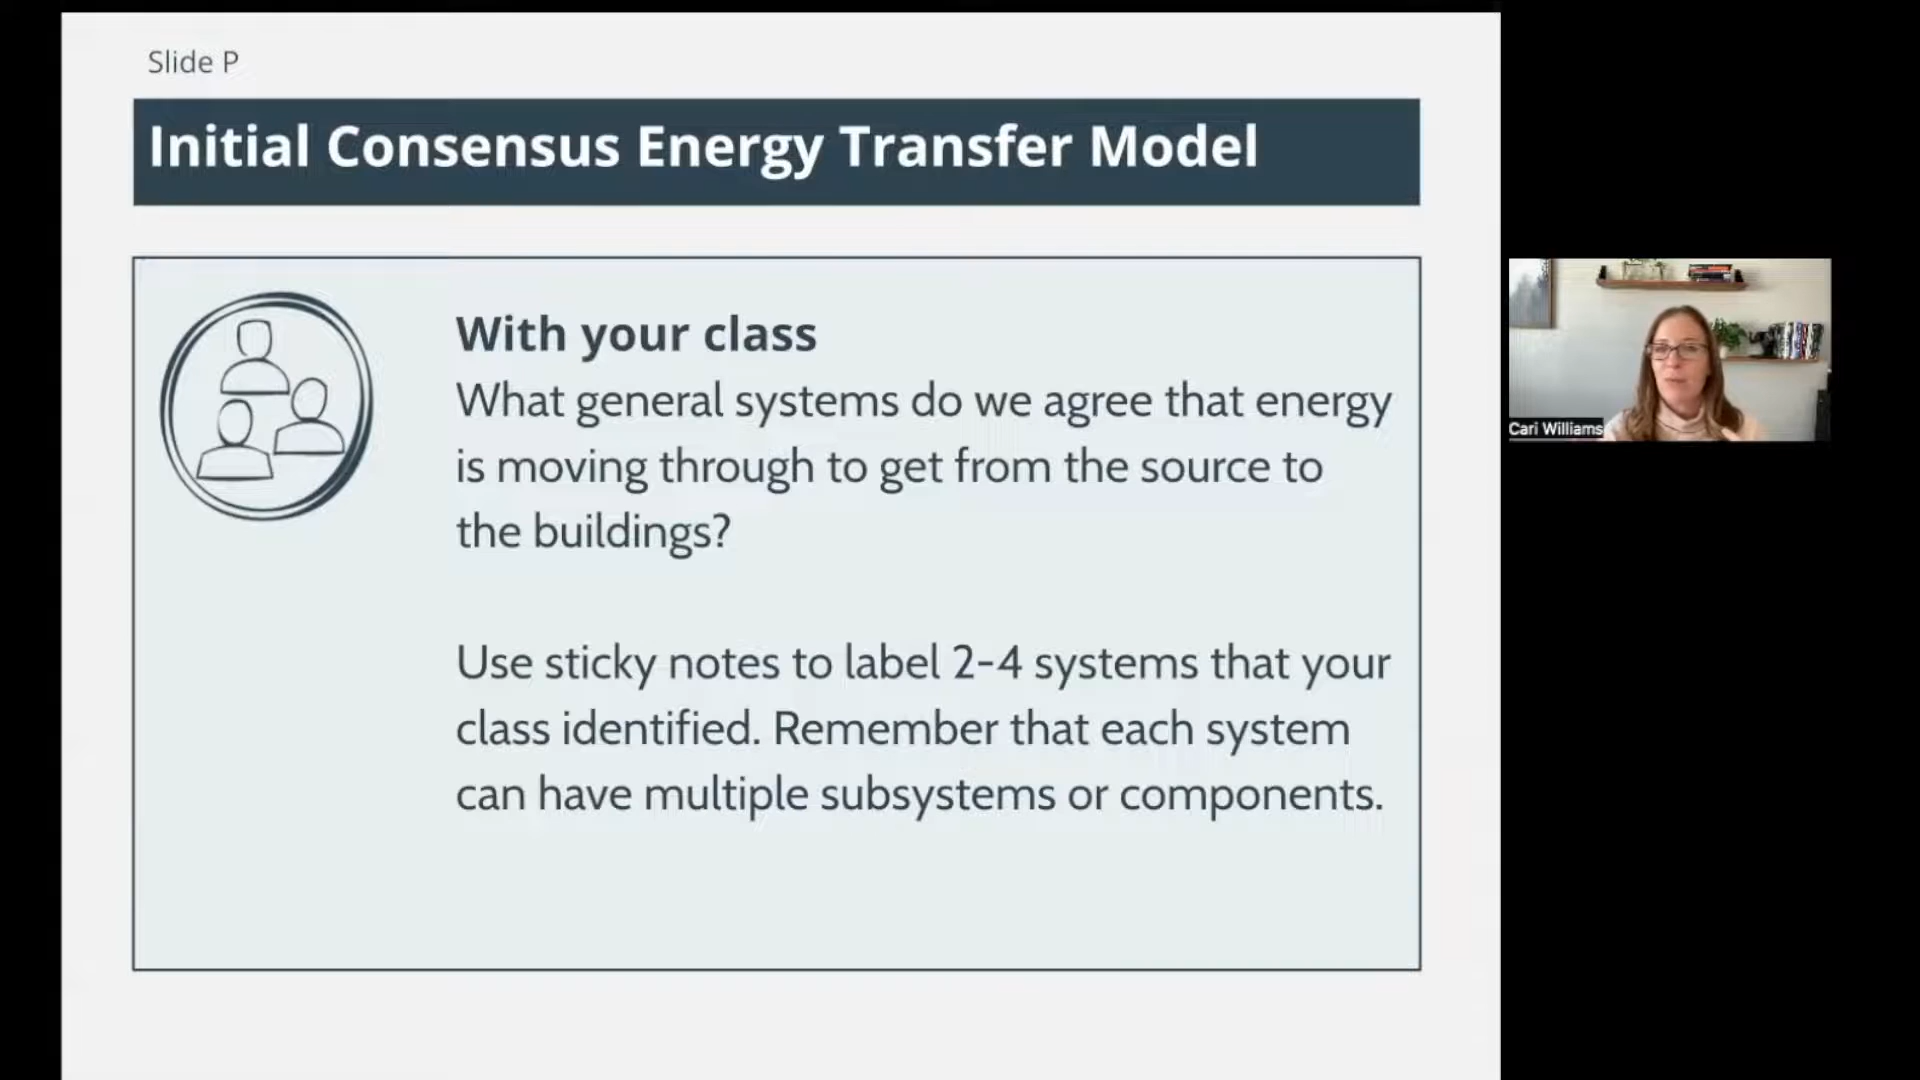 Slide P
Initial Consensus Energy Transfer Model
With your class
What general systems do we agree that energy
is moving through to get from the source to
the buildings?
Use sticky notes to label 2-4 systems that your
class identified. Remember that each system
can have multiple subsystems or components.
Cari Williams